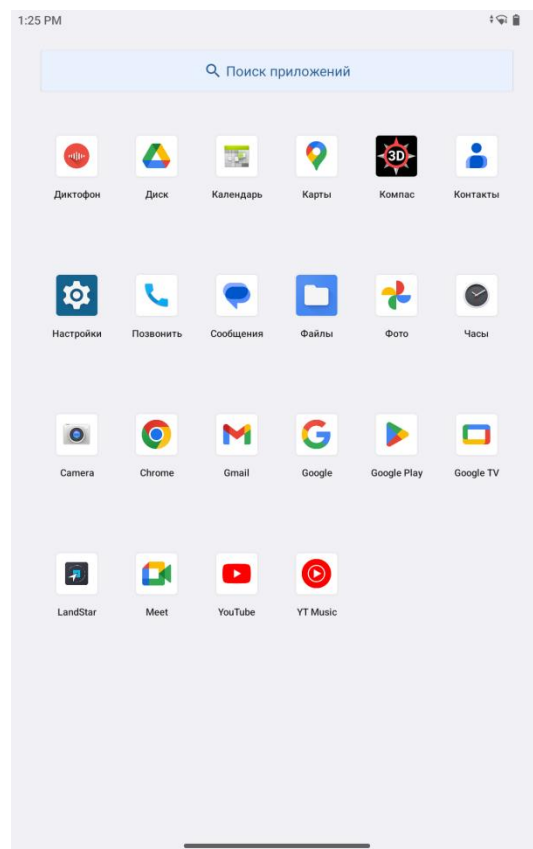 1:25 PM
Поиск приложений
Диктофон Диск Календарь Карты Компас Контакты
Настройки Позвонить Сообщения Файлы Фото Часы
Camera Chrome Gmail Google Google Play Google TV
LandStar Meet YouTube YT Music
3D